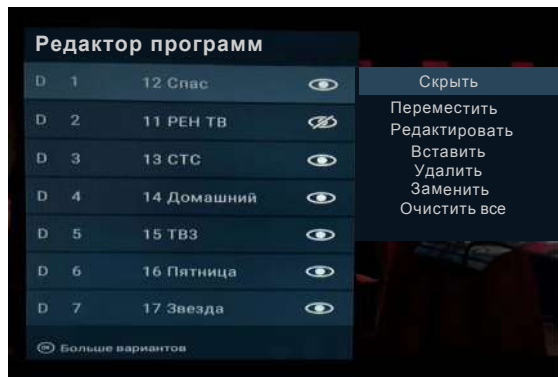 Редактор программ
D 1 12 Спас
D 2 11 РЕН ТВ
D 3 13 СТС
D 4 14 Домашний
D 5 15 ТВ3
D 6 16 Пятница
D 7 17 Звезда
OK Больше вариантов
Скрыть
Переместить
Редактировать
Вставить
Удалить
Заменить
Очистить все